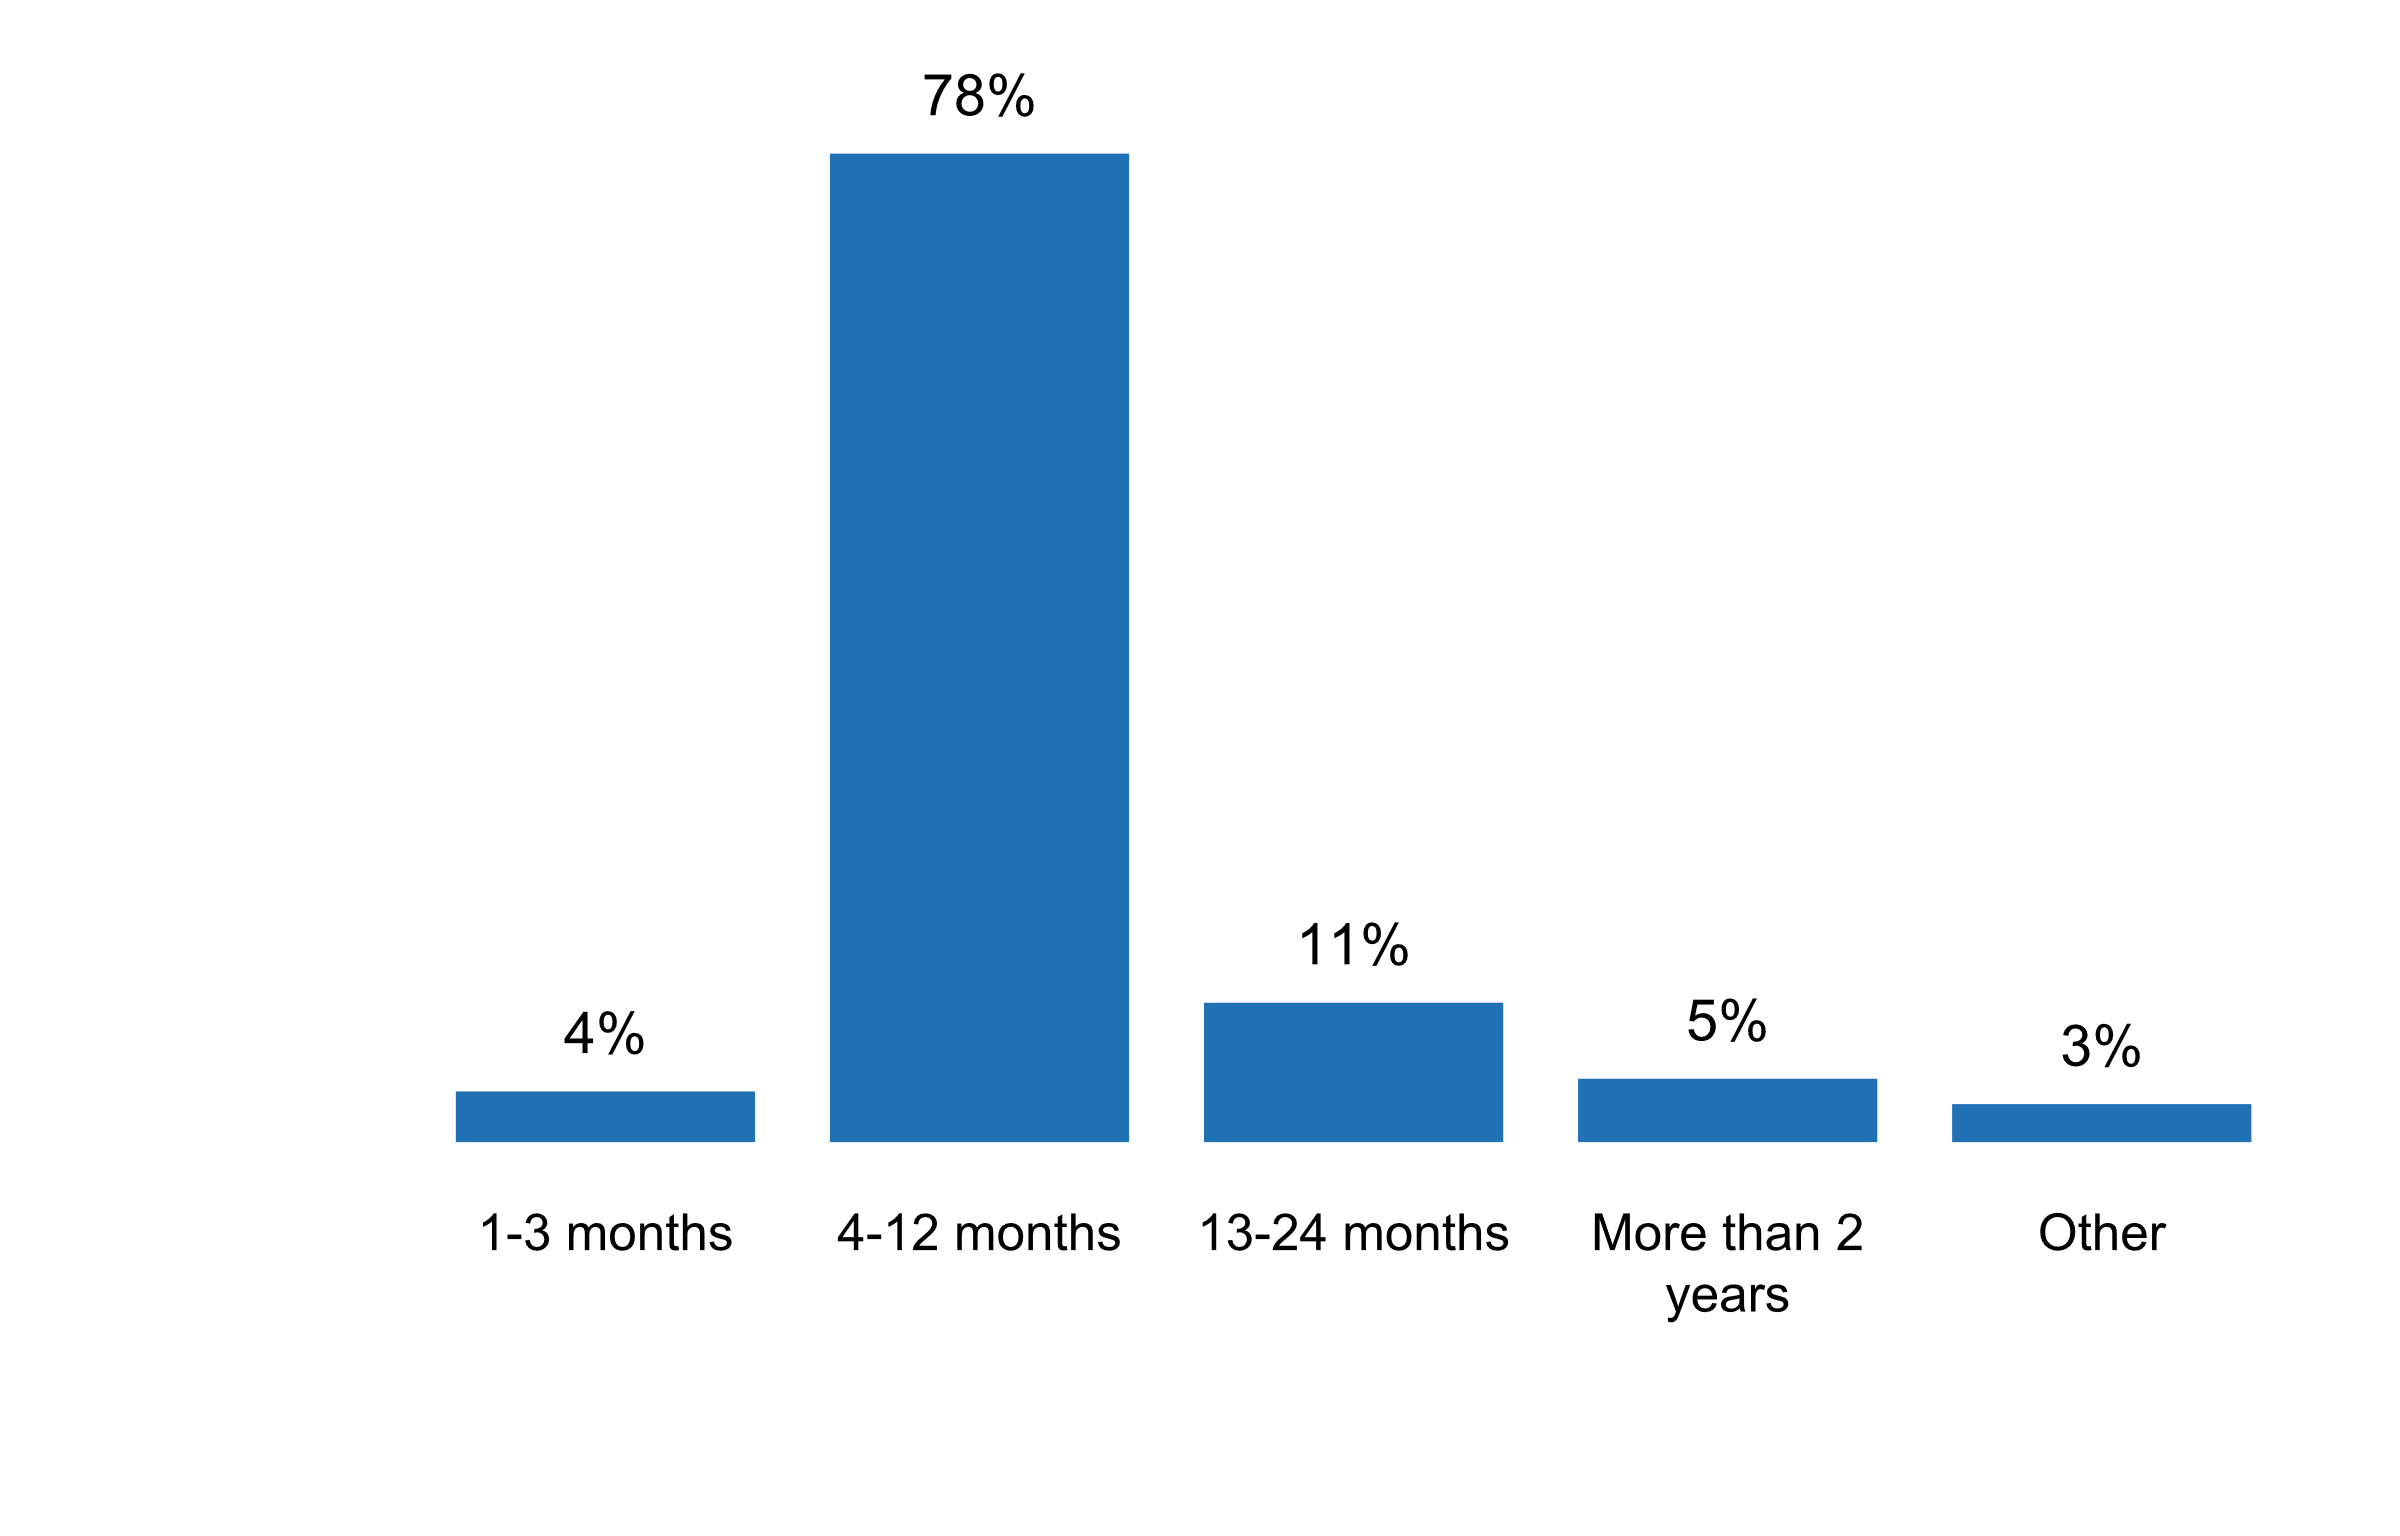 78%
11%
5%
4%
3%
1-3 months
4-12 months
13-24 months
More than 2
years
Other